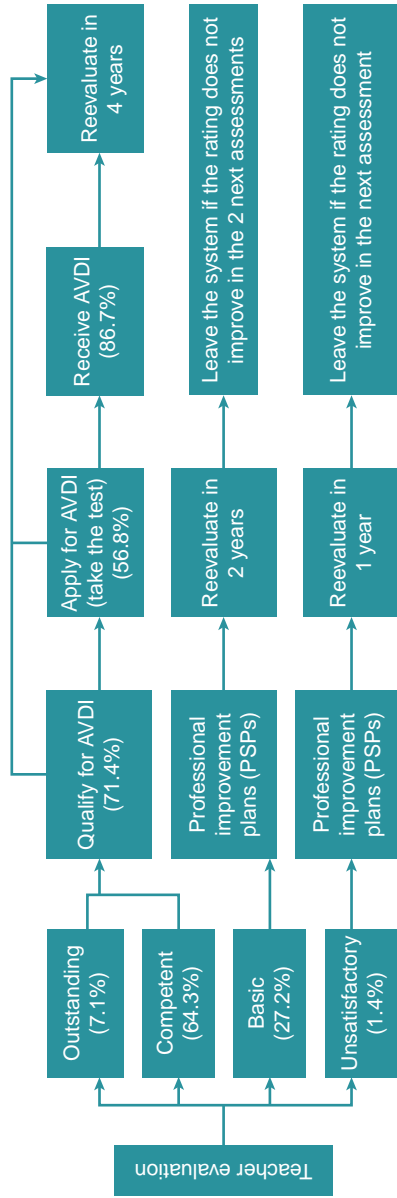 Teacher evaluation
Outstanding
(7.1%)
Competent
(64.3%)
Basic
(27.2%)
Unsatisfactory
(1.4%)
Qualify for AVDI
(71.4%)
Apply for AVDI
(take the test)
(56.8%)
Receive AVDI
(86.7%)
Reevaluate in
4 years
Professional
improvement
plans (PSPs)
Reevaluate in
2 years
Leave the system if the rating does not
improve in the 2 next assessments
Professional
improvement
plans (PSPs)
Reevaluate in
1 year
Leave the system if the rating does not
improve in the next assessment